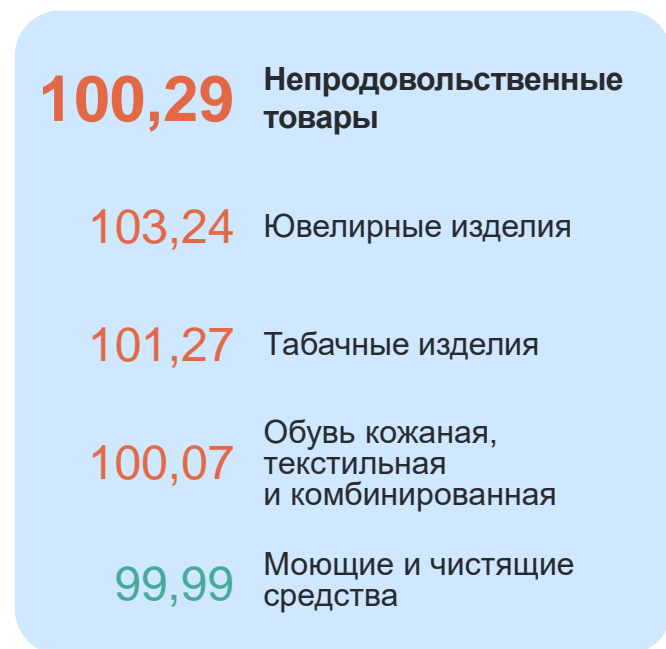 100,29 Непродовольственные
товары
103,24 Ювелирные изделия
101,27 Табачные изделия
100,07 Обувь кожаная,
текстильная
и комбинированная
99,99 Моющие и чистящие
средства